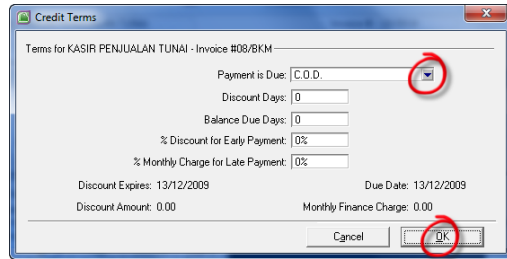 Credit Terms
Terms for KASIR PENJUALAN TUNAI - Invoice #08/BKM
Payment is Due: C.O.D.
Discount Days: 0
Balance Due Days: 0
% Discount for Early Payment: 0%
% Monthly Charge for Late Payment: 0%
Discount Expires: 13/12/2009 Due Date: 13/12/2009
Discount Amount: 0.00 Monthly Finance Charge: 0.00
Cancel OK